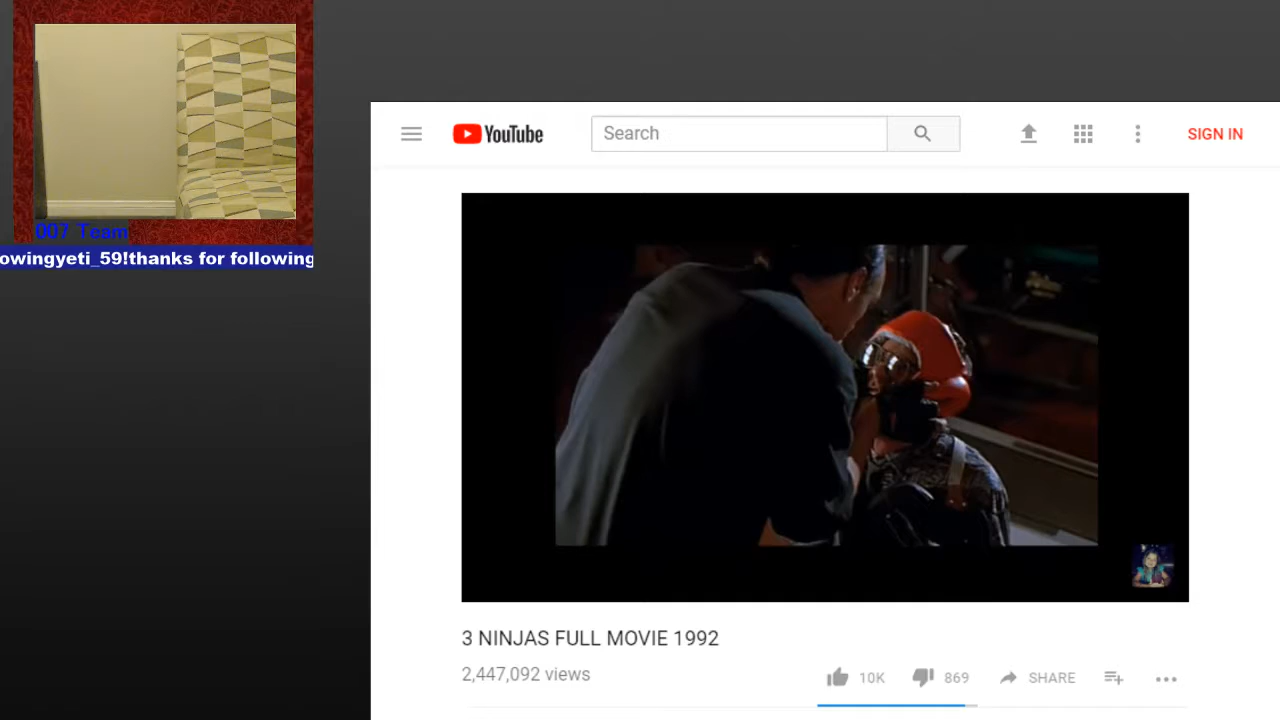 YouTube
Search
SIGN IN
007 Team
owingyeti_59!thanks for following
3 NINJAS FULL MOVIE 1992
2,447,092 views
10K
869
SHARE